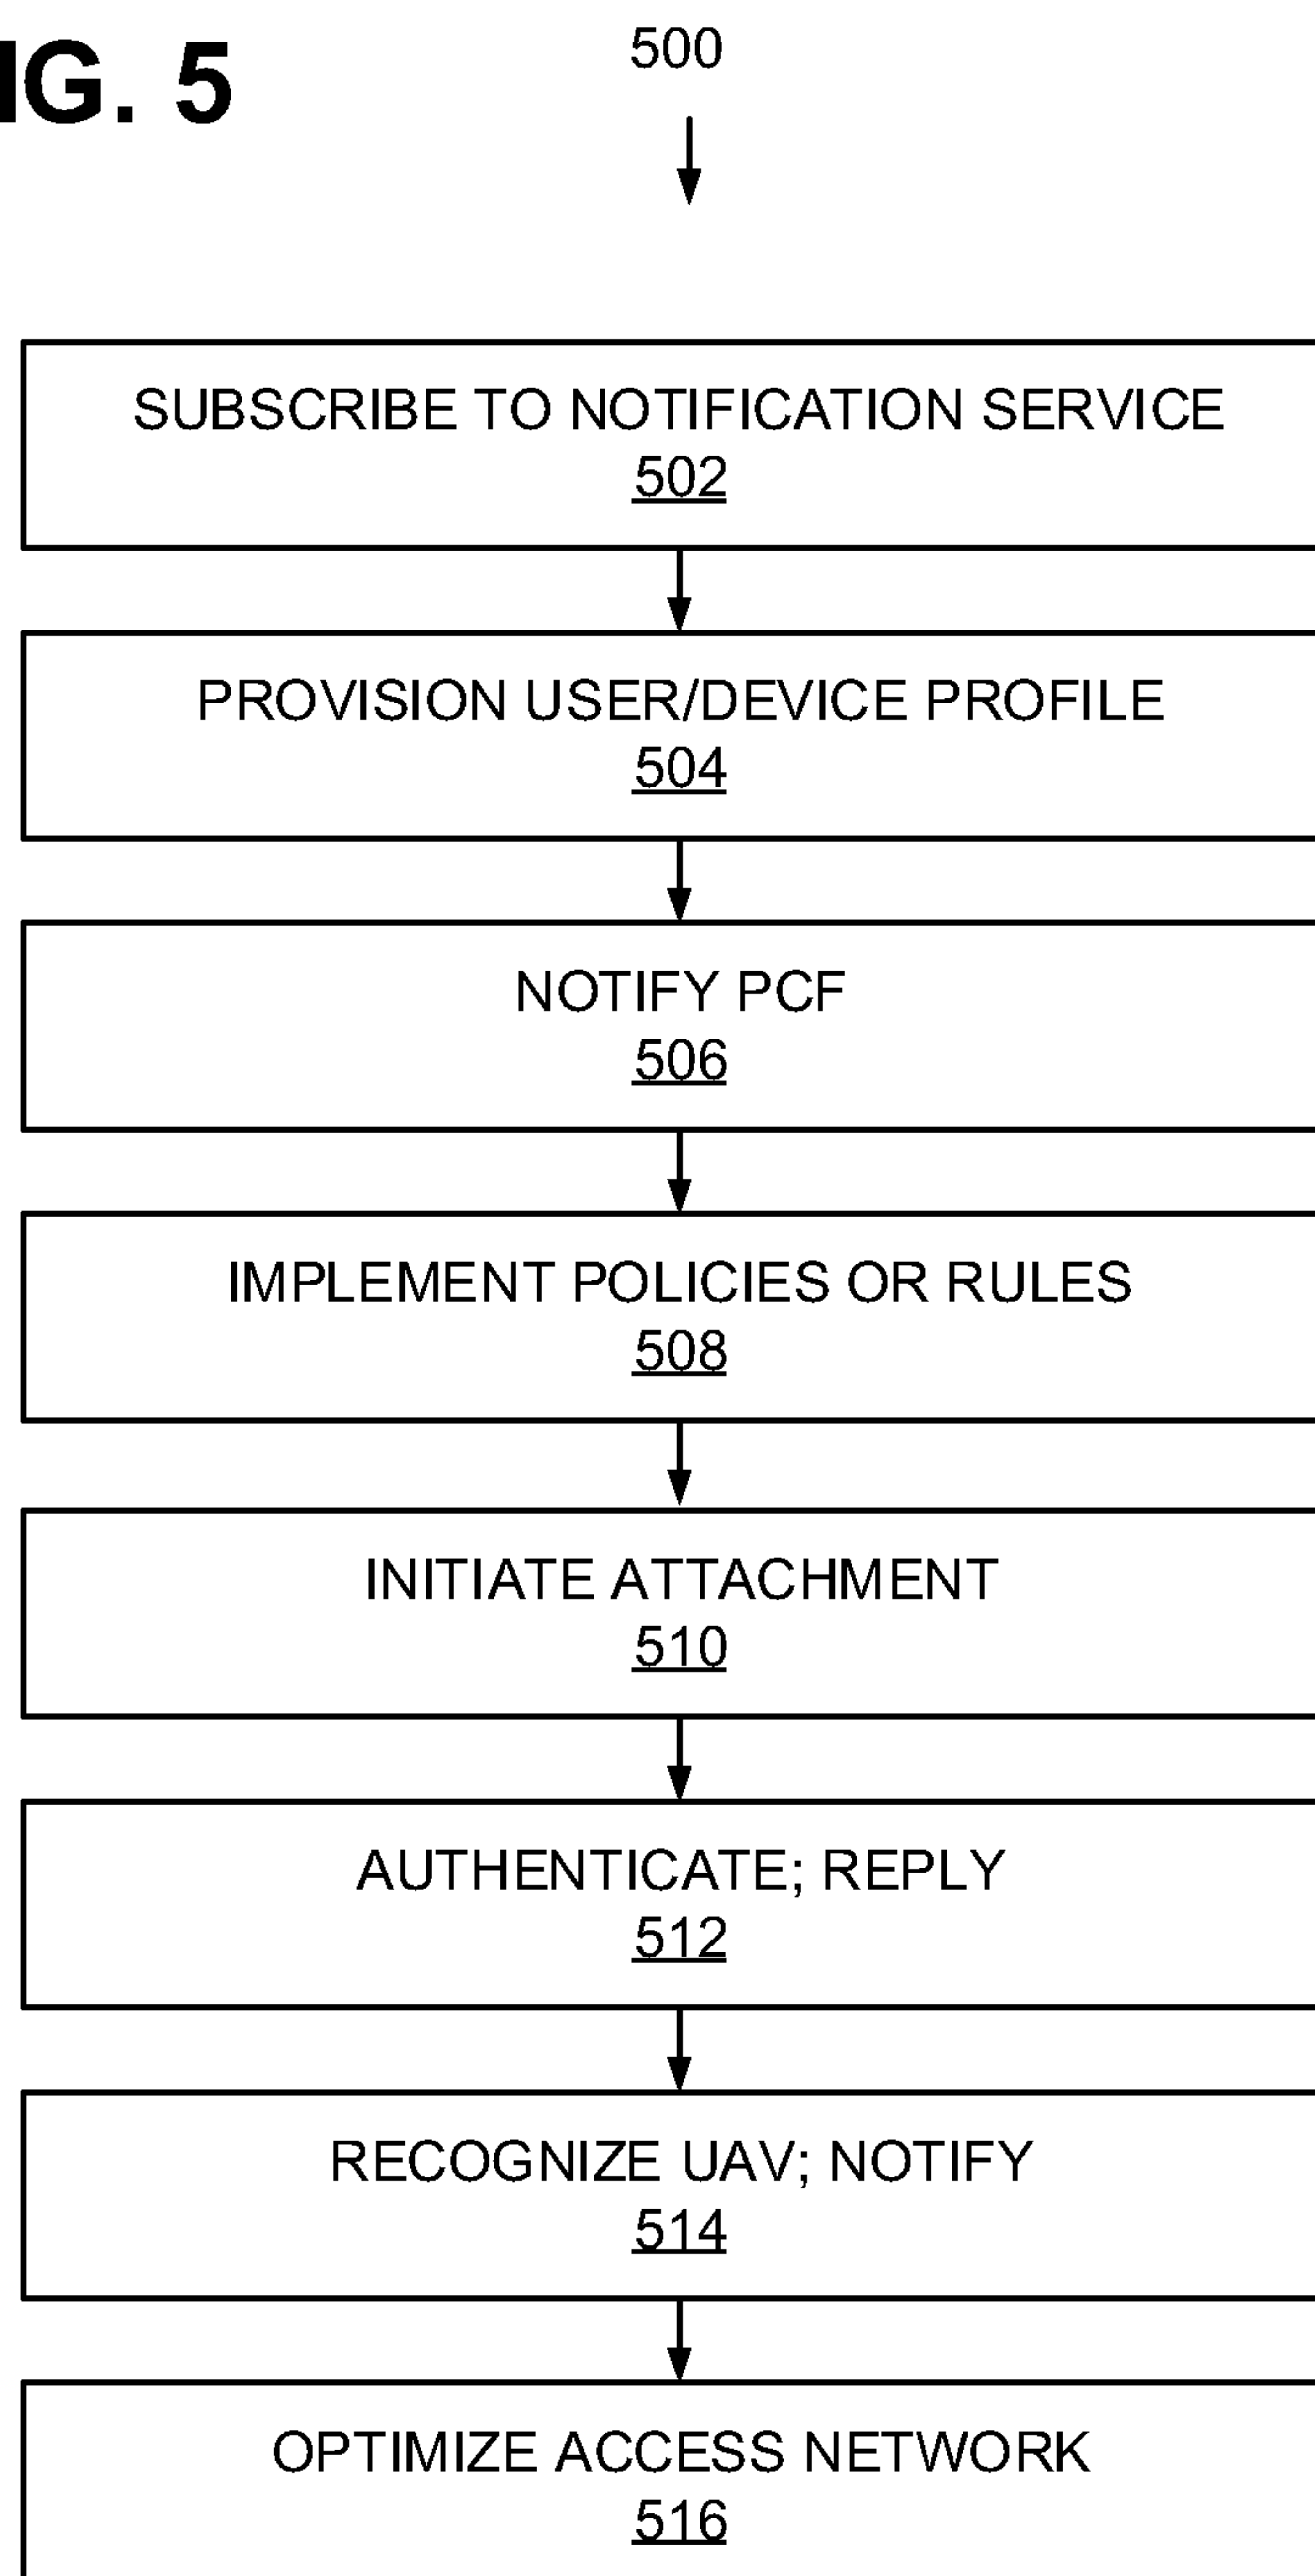 IG. 5
500
SUBSCRIBE TO NOTIFICATION SERVICE
502
PROVISION USER/DEVICE PROFILE
504
NOTIFY PCF
506
IMPLEMENT POLICIES OR RULES
508
INITIATE ATTACHMENT
510
AUTHENTICATE; REPLY
512
RECOGNIZE UAV; NOTIFY
514
OPTIMIZE ACCESS NETWORK
516